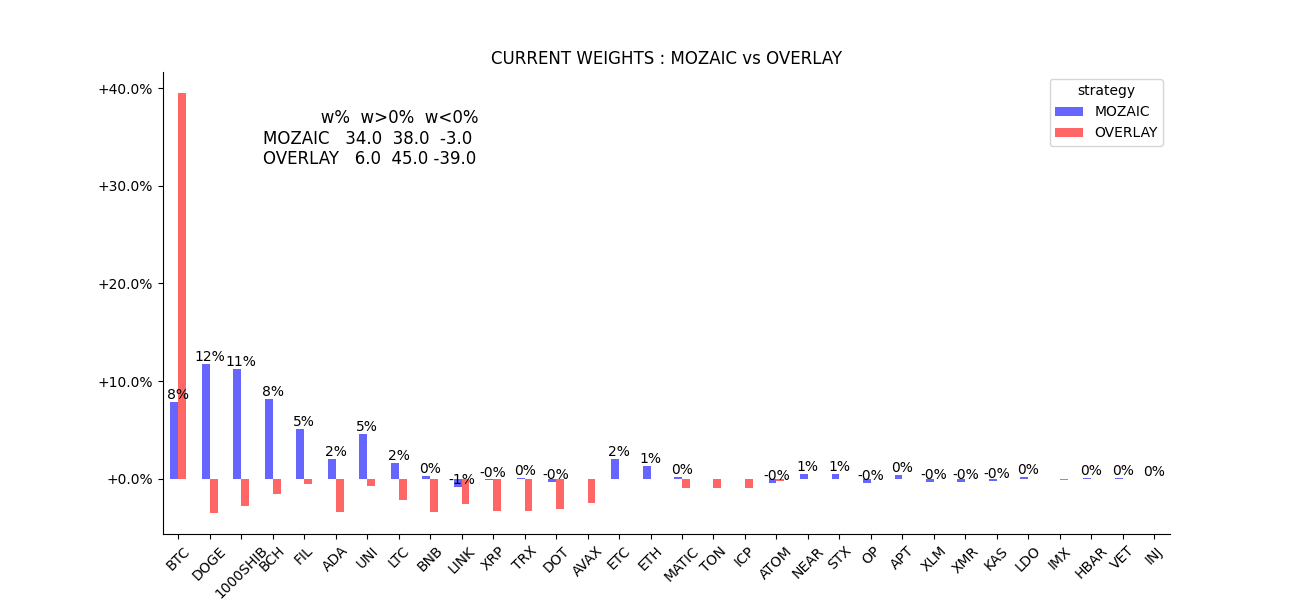 CURRENT WEIGHTS : MOZAIC vs OVERLAY
+40.0%
+30.0%
+20.0%
+10.0%
+0.0%
w% w>0% w<0%
MOZAIC 34.0 38.0 -3.0
OVERLAY 6.0 45.0 -39.0
strategy
MOZAIC
OVERLAY
8%
12%
11%
8%
5%
2%
5%
2%
0%
-1%
-0%
0%
-0%
2%
1%
0%
-0%
1%
1%
-0%
0%
-0%
-0%
-0%
0%
0%
0%
0%
BTC
DOGE
1000SHIB
BCH
FIL
ADA
UNI
LTC
BNB
LINK
XRP
TRX
DOT
AVAX
ETC
ETH
MATIC
TON
ICP
ATOM
NEAR
STX
OP
APT
XLM
XMR
KAS
LDO
IMX
HBAR
VET
INJ